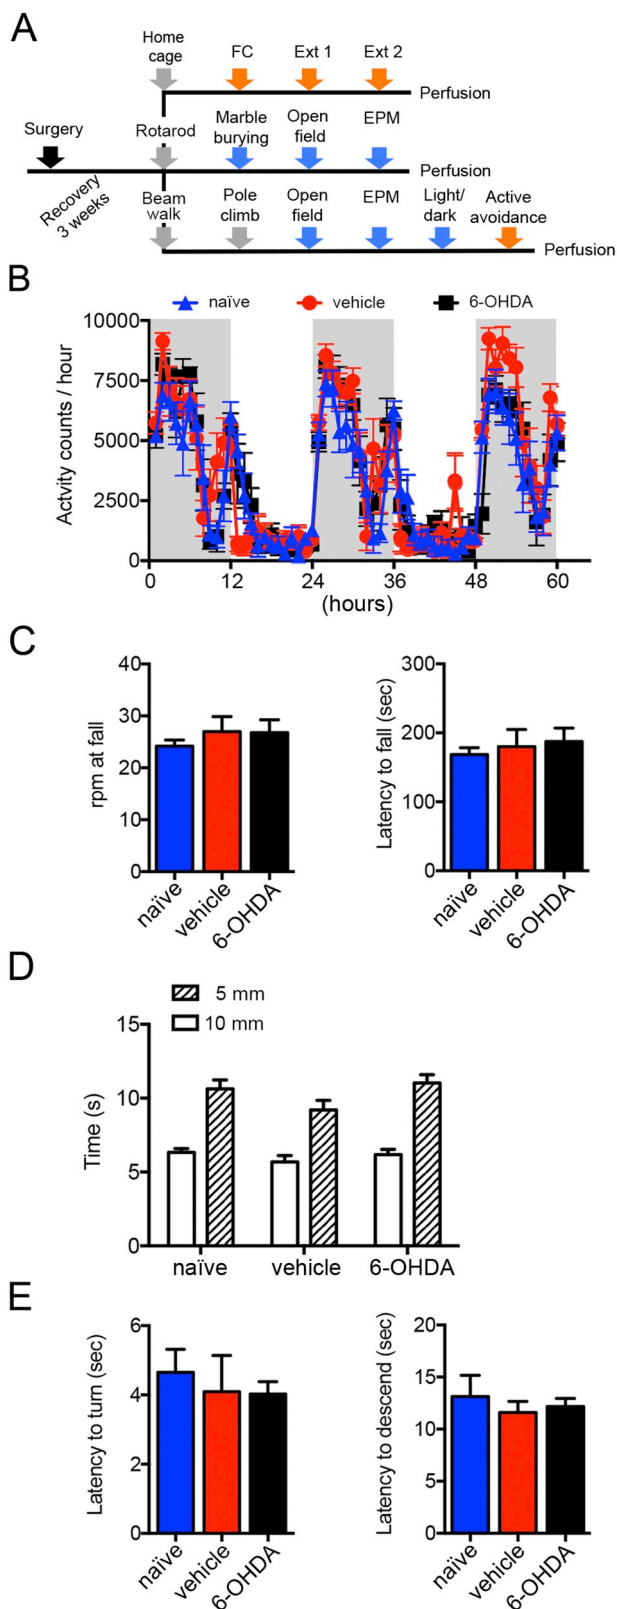 A
Home
cage
FC
Ext 1
Ext 2
Perfusion
Surgery
Rotarod
Marble
burying
Open
field
EPM
Perfusion
Recovery
3 weeks
Beam
walk
Pole
climb
Open
field
EPM
Light/
dark
Active
avoidance
Perfusion
B
naïve
vehicle
6-OHDA
Actvity counts / hour
10000
7500
5000
2500
0
0
12
24
36
48
60
(hours)
C
rpm at fall
40
30
20
10
0
naïve
vehicle
6-OHDA
Latency to fall (sec)
300
200
100
0
naïve
vehicle
6-OHDA
D
5 mm
10 mm
Time (s)
15
10
5
0
naïve
vehicle
6-OHDA
E
Latency to turn (sec)
6
4
2
0
naïve
vehicle
6-OHDA
Latency to descend (sec)
20
15
10
5
0
naïve
vehicle
6-OHDA